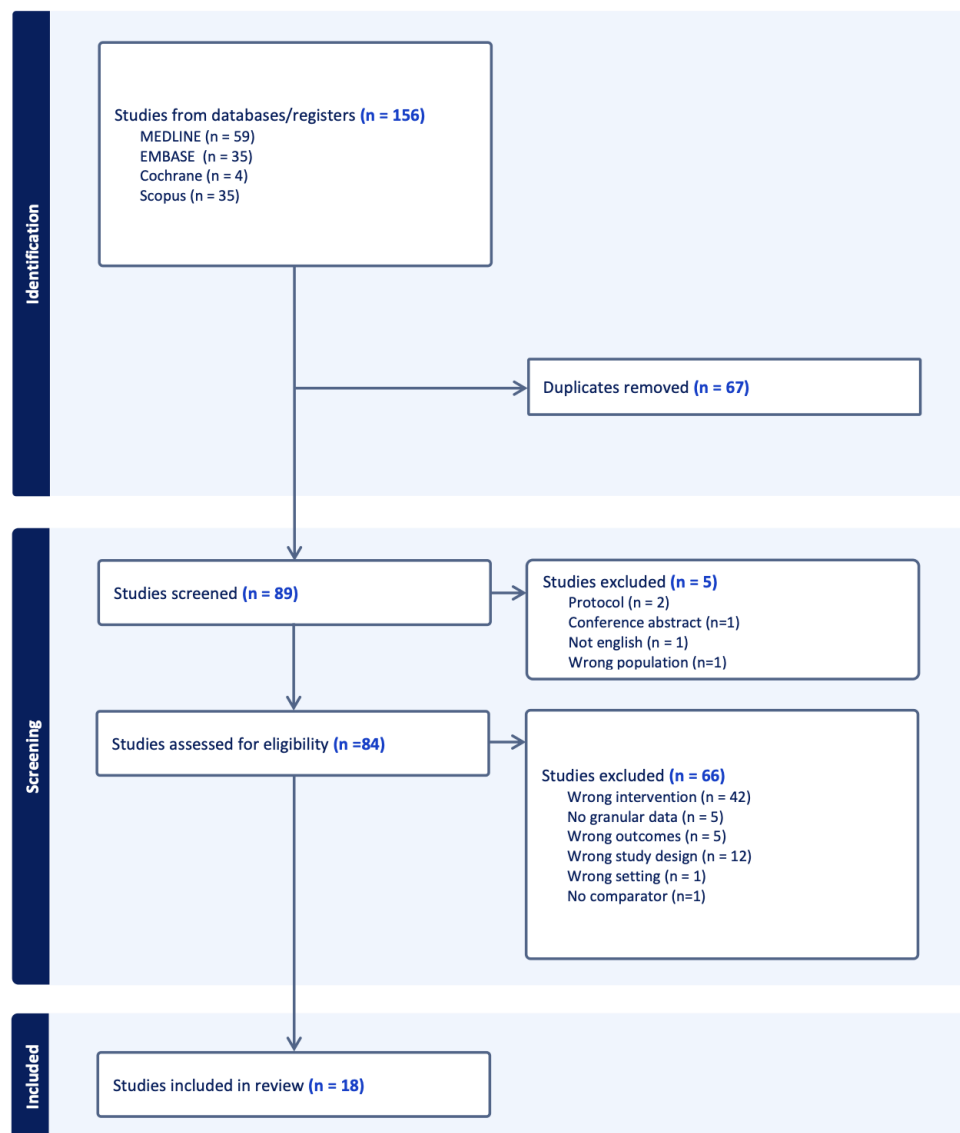 Identification
Studies from databases/registers (n = 156)
MEDLINE (n = 59)
EMBASE (n = 35)
Cochrane (n = 4)
Scopus (n = 35)
Duplicates removed (n = 67)
Screening
Studies screened (n = 89)
Studies excluded (n = 5)
Protocol (n = 2)
Conference abstract (n=1)
Not english (n = 1)
Wrong population (n=1)
Studies assessed for eligibility (n =84)
Studies excluded (n = 66)
Wrong intervention (n = 42)
No granular data (n = 5)
Wrong outcomes (n = 5)
Wrong study design (n = 12)
Wrong setting (n = 1)
No comparator (n=1)
Included
Studies included in review (n = 18)